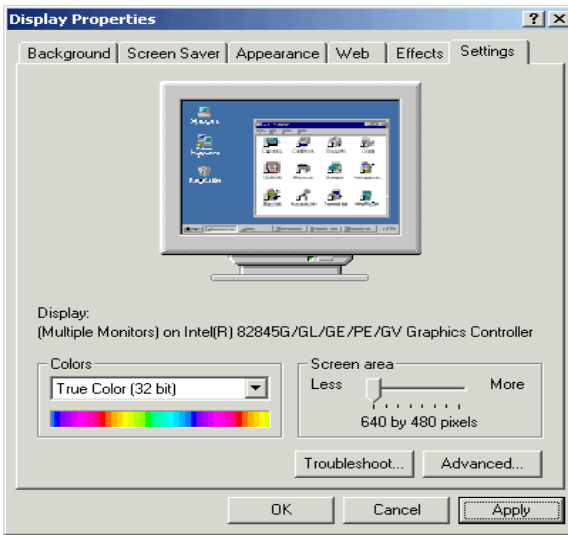 Display Properties
Background Screen Saver Appearance Web Effects Settings
Display:
(Multiple Monitors) on Intel(R) 82845G/GL/GE/PE/GV Graphics Controller
Colors
True Color (32 bit)
Screen area
Less More
640 by 480 pixels
Troubleshoot... Advanced...
OK Cancel Apply